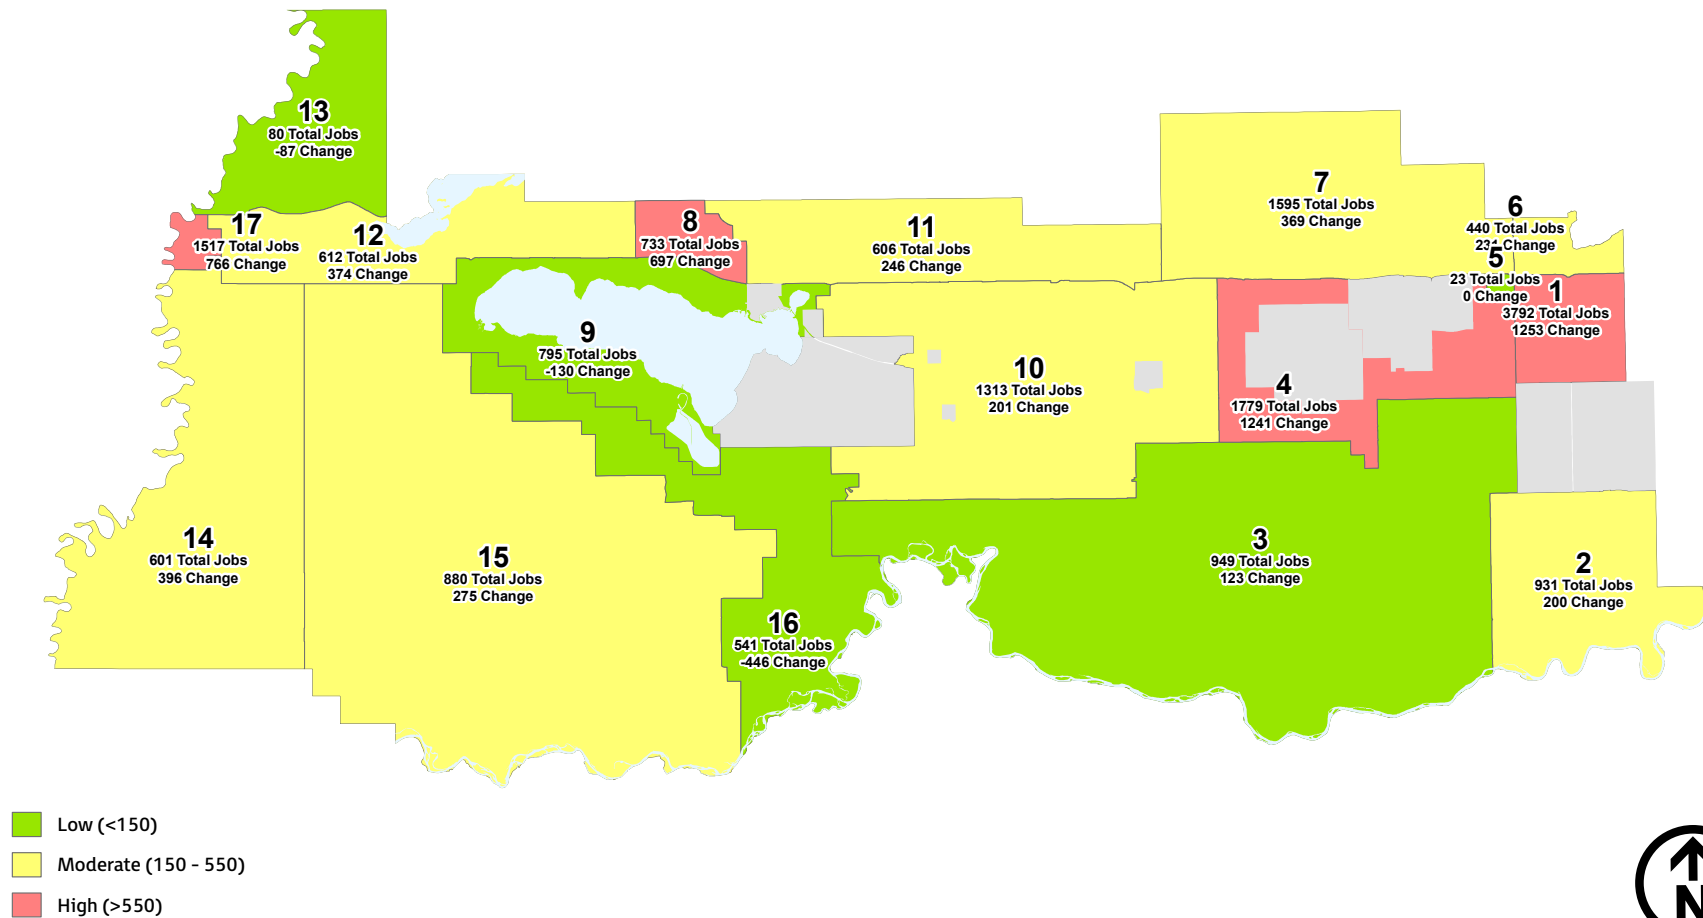 13
80 Total Jobs
-87 Change
17
1517 Total Jobs
766 Change
12
612 Total Jobs
374 Change
8
733 Total Jobs
697 Change
11
606 Total Jobs
246 Change
7
1595 Total Jobs
369 Change
6
440 Total Jobs
231 Change
5
23 Total Jobs
0 Change
1
3792 Total Jobs
1253 Change
9
795 Total Jobs
-130 Change
10
1313 Total Jobs
201 Change
4
1779 Total Jobs
1241 Change
14
601 Total Jobs
396 Change
15
880 Total Jobs
275 Change
3
949 Total Jobs
123 Change
2
931 Total Jobs
200 Change
16
541 Total Jobs
-446 Change
Low (<150)
Moderate (150 - 550)
High (>550)
N